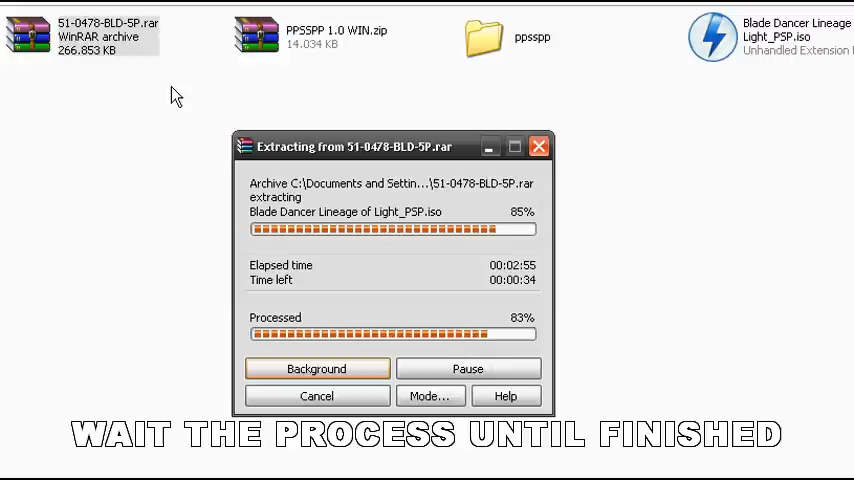 51-0478-BLD-5P.rar
WinRAR archive
266.853 KB
PPSSPP 1.0 WIN.zip
14.034 KB
ppsspp
Blade Dancer Lineage
Light_PSP.iso
Unhandled Extension
Extracting from 51-0478-BLD-5P.rar
Archive C:\Documents and Settin...\51-0478-BLD-5P.rar
extracting
Blade Dancer Lineage of Light_PSP.iso 85%
Elapsed time 00:02:55
Time left 00:00:34
Processed 83%
Background Pause
Cancel Mode... Help
WAIT THE PROCESS UNTIL FINISHED